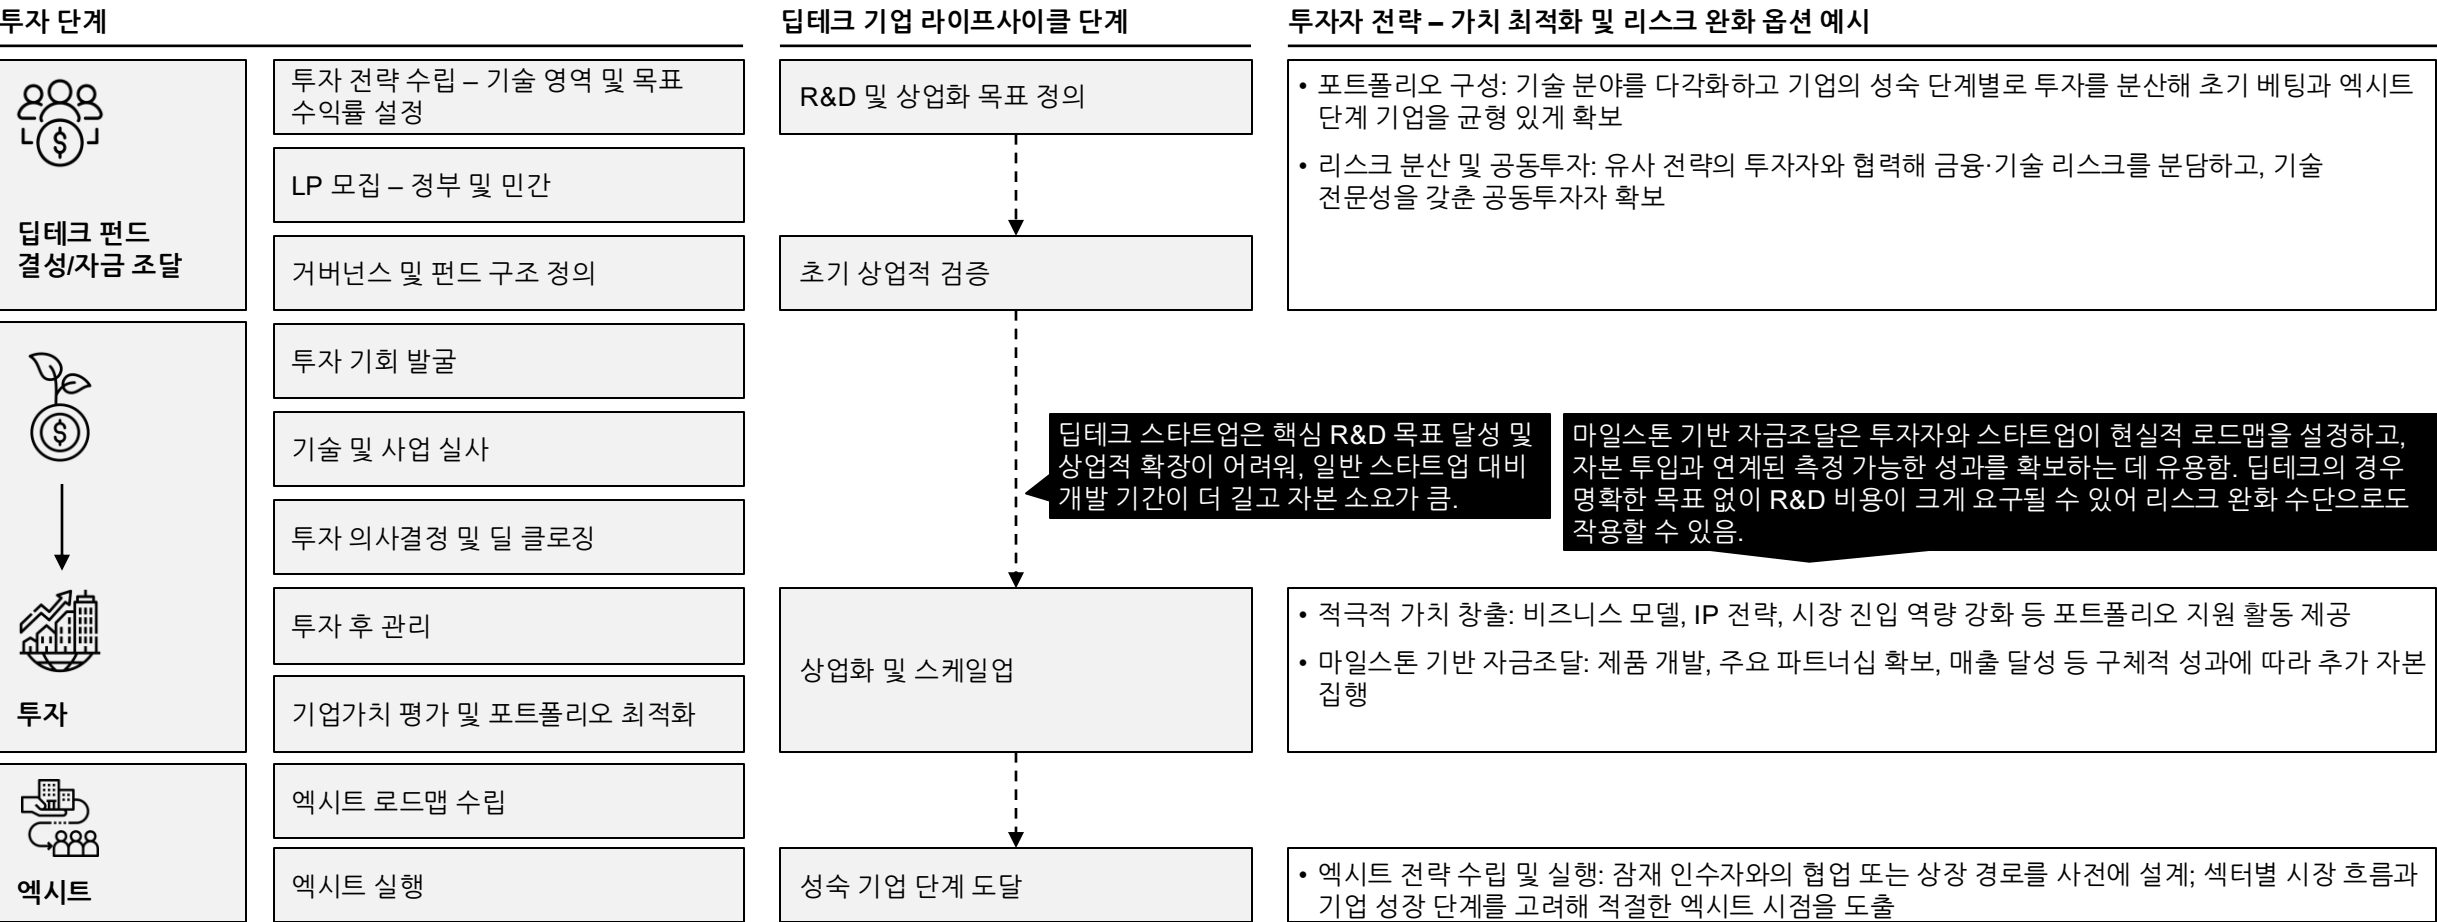 투자 단계
딥테크 기업 라이프사이클 단계
투자자 전략 – 가치 최적화 및 리스크 완화 옵션 예시
딥테크 펀드
결성/자금 조달
투자 전략 수립 – 기술 영역 및 목표
수익률 설정
LP 모집 – 정부 및 민간
거버넌스 및 펀드 구조 정의
R&D 및 상업화 목표 정의
초기 상업적 검증
• 포트폴리오 구성: 기술 분야를 다각화하고 기업의 성숙 단계별로 투자를 분산해 초기 베팅과 엑시트
단계 기업을 균형 있게 확보
• 리스크 분산 및 공동투자: 유사 전략의 투자자와 협력해 금융·기술 리스크를 분담하고, 기술
전문성을 갖춘 공동투자자 확보
투자
투자 기회 발굴
기술 및 사업 실사
투자 의사결정 및 딜 클로징
투자 후 관리
기업가치 평가 및 포트폴리오 최적화
딥테크 스타트업은 핵심 R&D 목표 달성 및
상업적 확장이 어려워, 일반 스타트업 대비
개발 기간이 더 길고 자본 소요가 큼.
마일스톤 기반 자금조달은 투자자와 스타트업이 현실적 로드맵을 설정하고,
자본 투입과 연계된 측정 가능한 성과를 확보하는 데 유용함. 딥테크의 경우
명확한 목표 없이 R&D 비용이 크게 요구될 수 있어 리스크 완화 수단으로도
작용할 수 있음.
상업화 및 스케일업
• 적극적 가치 창출: 비즈니스 모델, IP 전략, 시장 진입 역량 강화 등 포트폴리오 지원 활동 제공
• 마일스톤 기반 자금조달: 제품 개발, 주요 파트너십 확보, 매출 달성 등 구체적 성과에 따라 추가 자본
집행
엑시트
엑시트 로드맵 수립
엑시트 실행
성숙 기업 단계 도달
• 엑시트 전략 수립 및 실행: 잠재 인수자와의 협업 또는 상장 경로를 사전에 설계; 섹터별 시장 흐름과
기업 성장 단계를 고려해 적절한 엑시트 시점을 도출